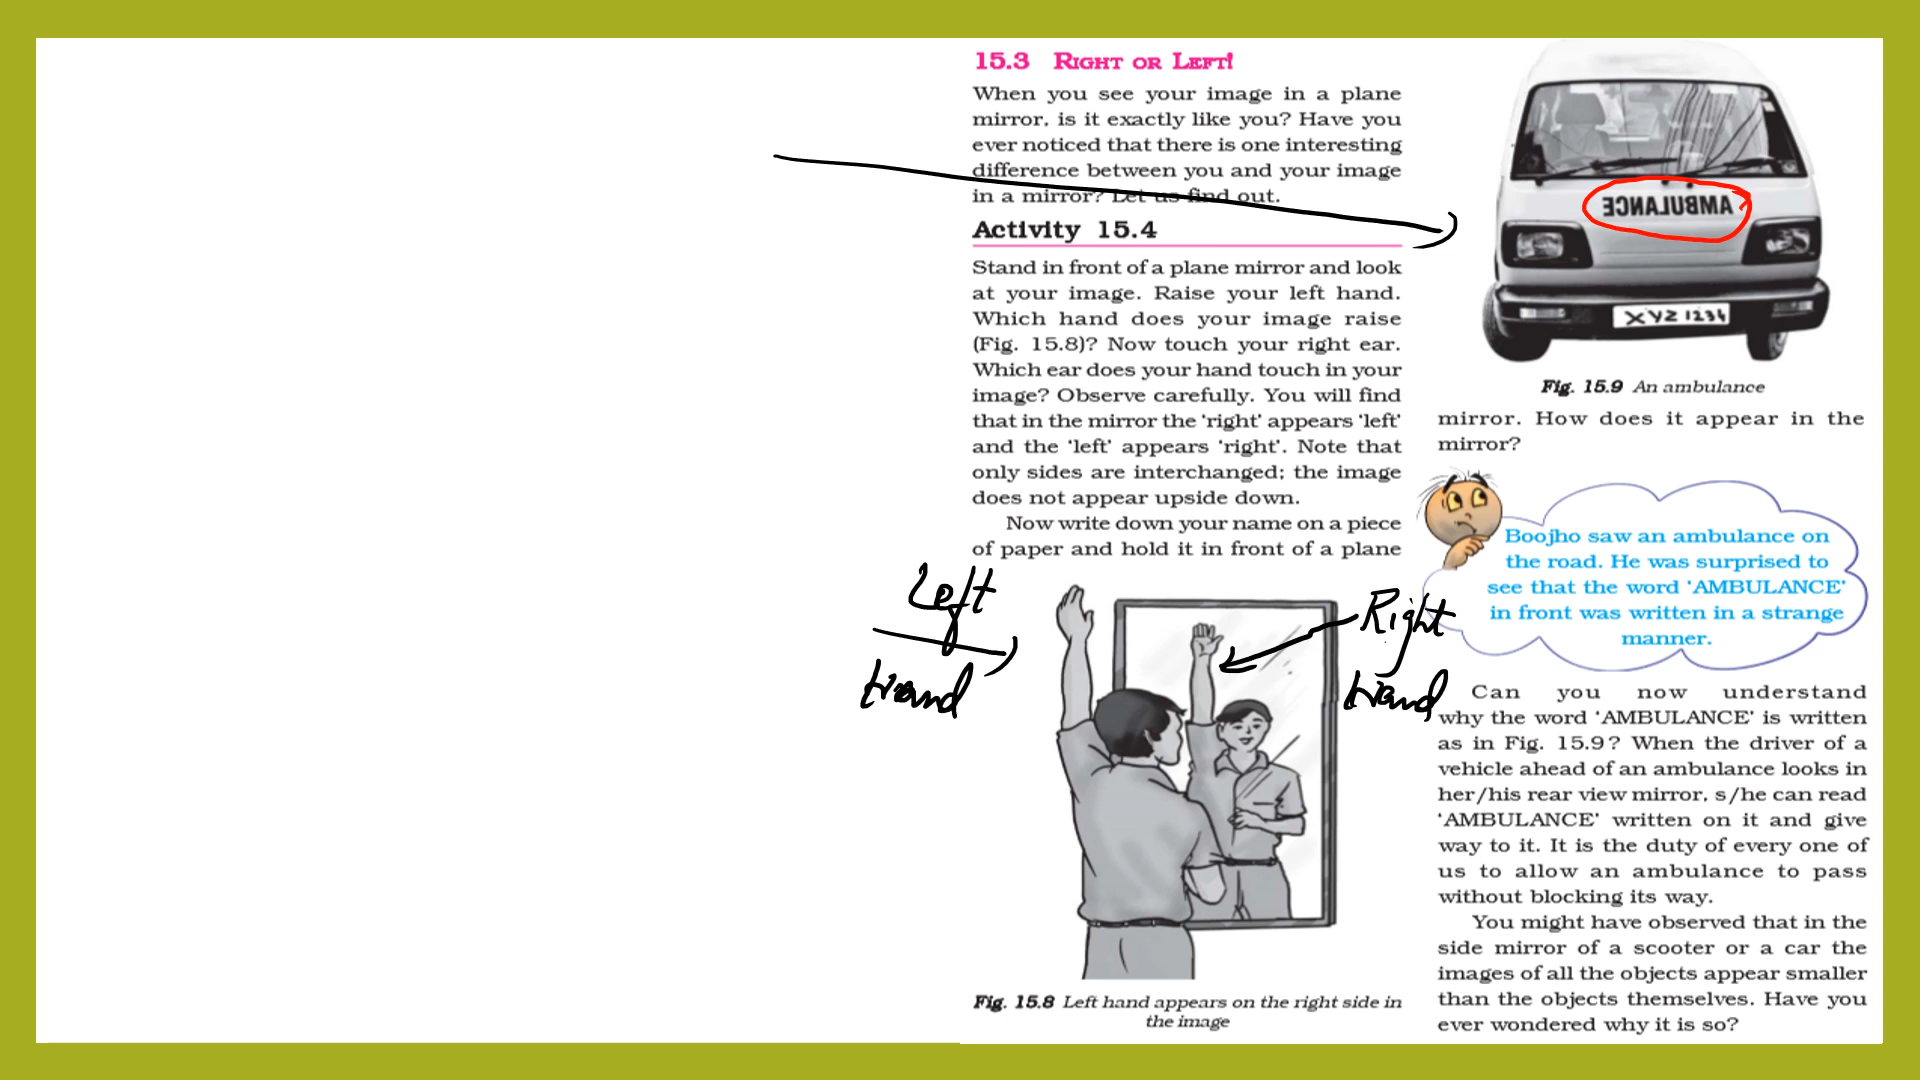 15.3 RIGHT OR LEFT!
When you see your image in a plane
mirror, is it exactly like you? Have you
ever noticed that there is one interesting
difference between you and your image
in a mirror? Let us find out.
Activity 15.4
Stand in front of a plane mirror and look
at your image. Raise your left hand.
Which hand does your image raise
(Fig. 15.8)? Now touch your right ear.
Which ear does your hand touch in your
image? Observe carefully. You will find
that in the mirror the 'right' appears 'left'
and the 'left' appears 'right'. Note that
only sides are interchanged; the image
does not appear upside down.
Now write down your name on a piece
of paper and hold it in front of a plane
Left
Hand
Right
Hand
Fig. 15.8 Left hand appears on the right side in
the image
AMBULANCE
XYZ 1234
Fig. 15.9 An ambulance
mirror. How does it appear in the
mirror?
Boojho saw an ambulance on
the road. He was surprised to
see that the word 'AMBULANCE'
in front was written in a strange
manner.
Can you now understand
why the word 'AMBULANCE' is written
as in Fig. 15.9? When the driver of a
vehicle ahead of an ambulance looks in
her/his rear view mirror, s/he can read
'AMBULANCE' written on it and give
way to it. It is the duty of every one of
us to allow an ambulance to pass
without blocking its way.
You might have observed that in the
side mirror of a scooter or a car the
images of all the objects appear smaller
than the objects themselves. Have you
ever wondered why it is so?